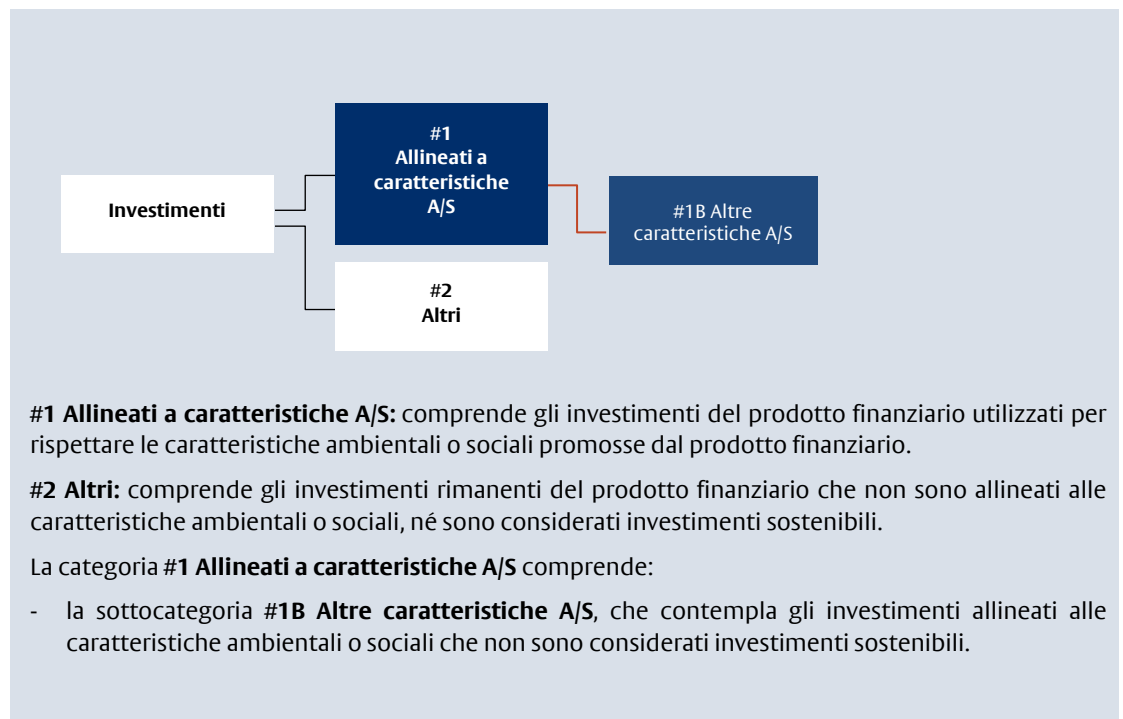 #1
Allineati a
caratteristiche
A/S
Investimenti
#1B Altre
caratteristiche A/S
#2
Altri
#1 Allineati a caratteristiche A/S: comprende gli investimenti del prodotto finanziario utilizzati per
rispettare le caratteristiche ambientali o sociali promosse dal prodotto finanziario.
#2 Altri: comprende gli investimenti rimanenti del prodotto finanziario che non sono allineati alle
caratteristiche ambientali o sociali, né sono considerati investimenti sostenibili.
La categoria #1 Allineati a caratteristiche A/S comprende:
- la sottocategoria #1B Altre caratteristiche A/S, che contempla gli investimenti allineati alle
caratteristiche ambientali o sociali che non sono considerati investimenti sostenibili.